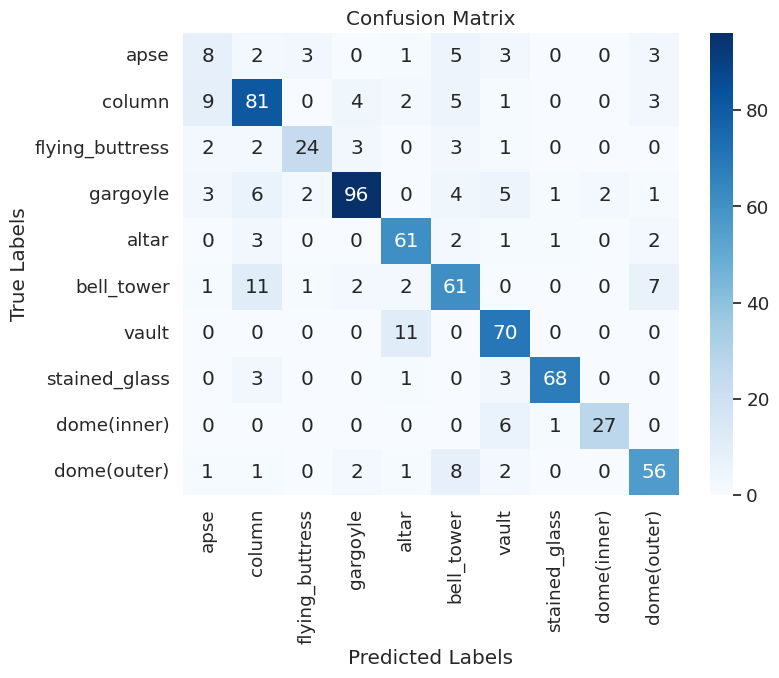 Confusion Matrix
True Labels
apse 8 2 3 0 1 5 3 0 0 3
column 9 81 0 4 2 5 1 0 0 3
flying_buttress 2 2 24 3 0 3 1 0 0 0
gargoyle 3 6 2 96 0 4 5 1 2 1
altar 0 3 0 0 61 2 1 1 0 2
bell_tower 1 11 1 2 2 61 0 0 0 7
vault 0 0 0 0 11 0 70 0 0 0
stained_glass 0 3 0 0 1 0 3 68 0 0
dome(inner) 0 0 0 0 0 0 6 1 27 0
dome(outer) 1 1 0 2 1 8 2 0 0 56
apse column flying_buttress gargoyle altar bell_tower vault stained_glass dome(inner) dome(outer)
Predicted Labels
80
60
40
20
0